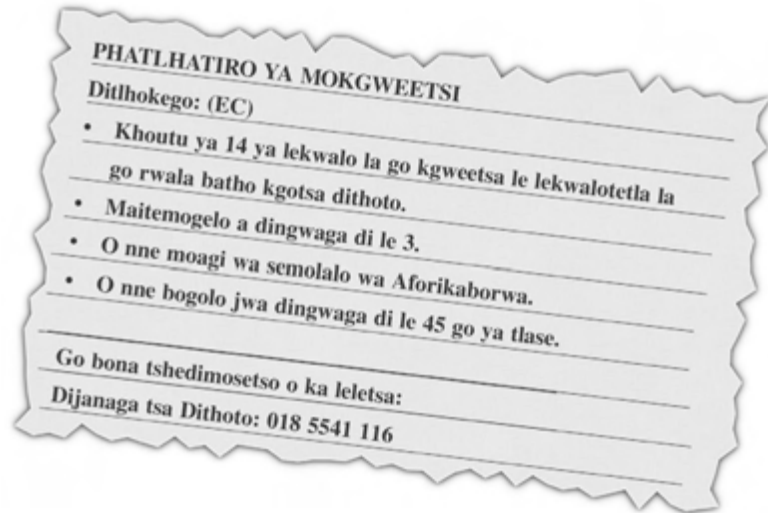 PHATLHATIRO YA MOKGWEETSI
Ditlhokego: (EC)
• Khoutu ya 14 ya lekwalo la go kgweetsa le lekwalotetla la
go rwala batho kgotsa dithoto.
• Maitemogelo a dingwaga di le 3.
• O nne moagi wa semolalo wa Aforikaborwa.
• O nne bogolo jwa dingwaga di le 45 go ya tlase.
Go bona tshedimosetso o ka leletsa:
Dijanaga tsa Dithoto: 018 5541 116